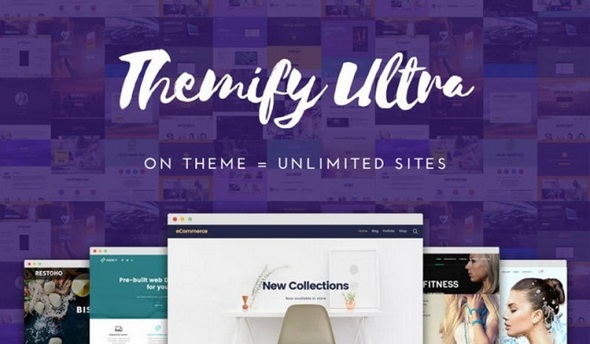 Themify Ultra
ON THEME = UNLIMITED SITES
eCommerce
Home Blog Portfolio Shop
New Collections
Now available in store
RESTOHO
BIS
Pre-built web D
for you
FITNESS